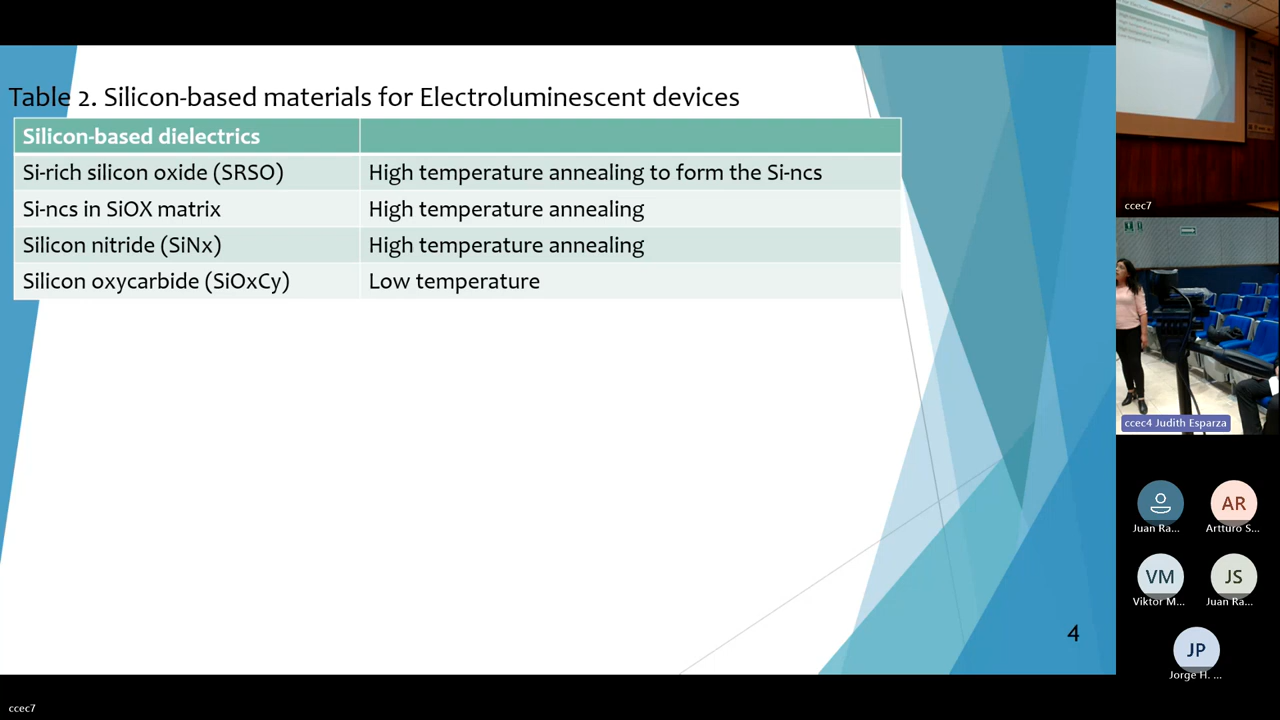 Table 2. Silicon-based materials for Electroluminescent devices
Silicon-based dielectrics
Si-rich silicon oxide (SRSO) High temperature annealing to form the Si-ncs
Si-ncs in SiOX matrix High temperature annealing
Silicon nitride (SiNx) High temperature annealing
Silicon oxycarbide (SiOxCy) Low temperature
4
ccec7
ccec4 Judith Esparza
AR
Juan Ra... Artturo S...
VM JS
Viktor M... Juan Ra...
JP
Jorge H. ...
ccec7